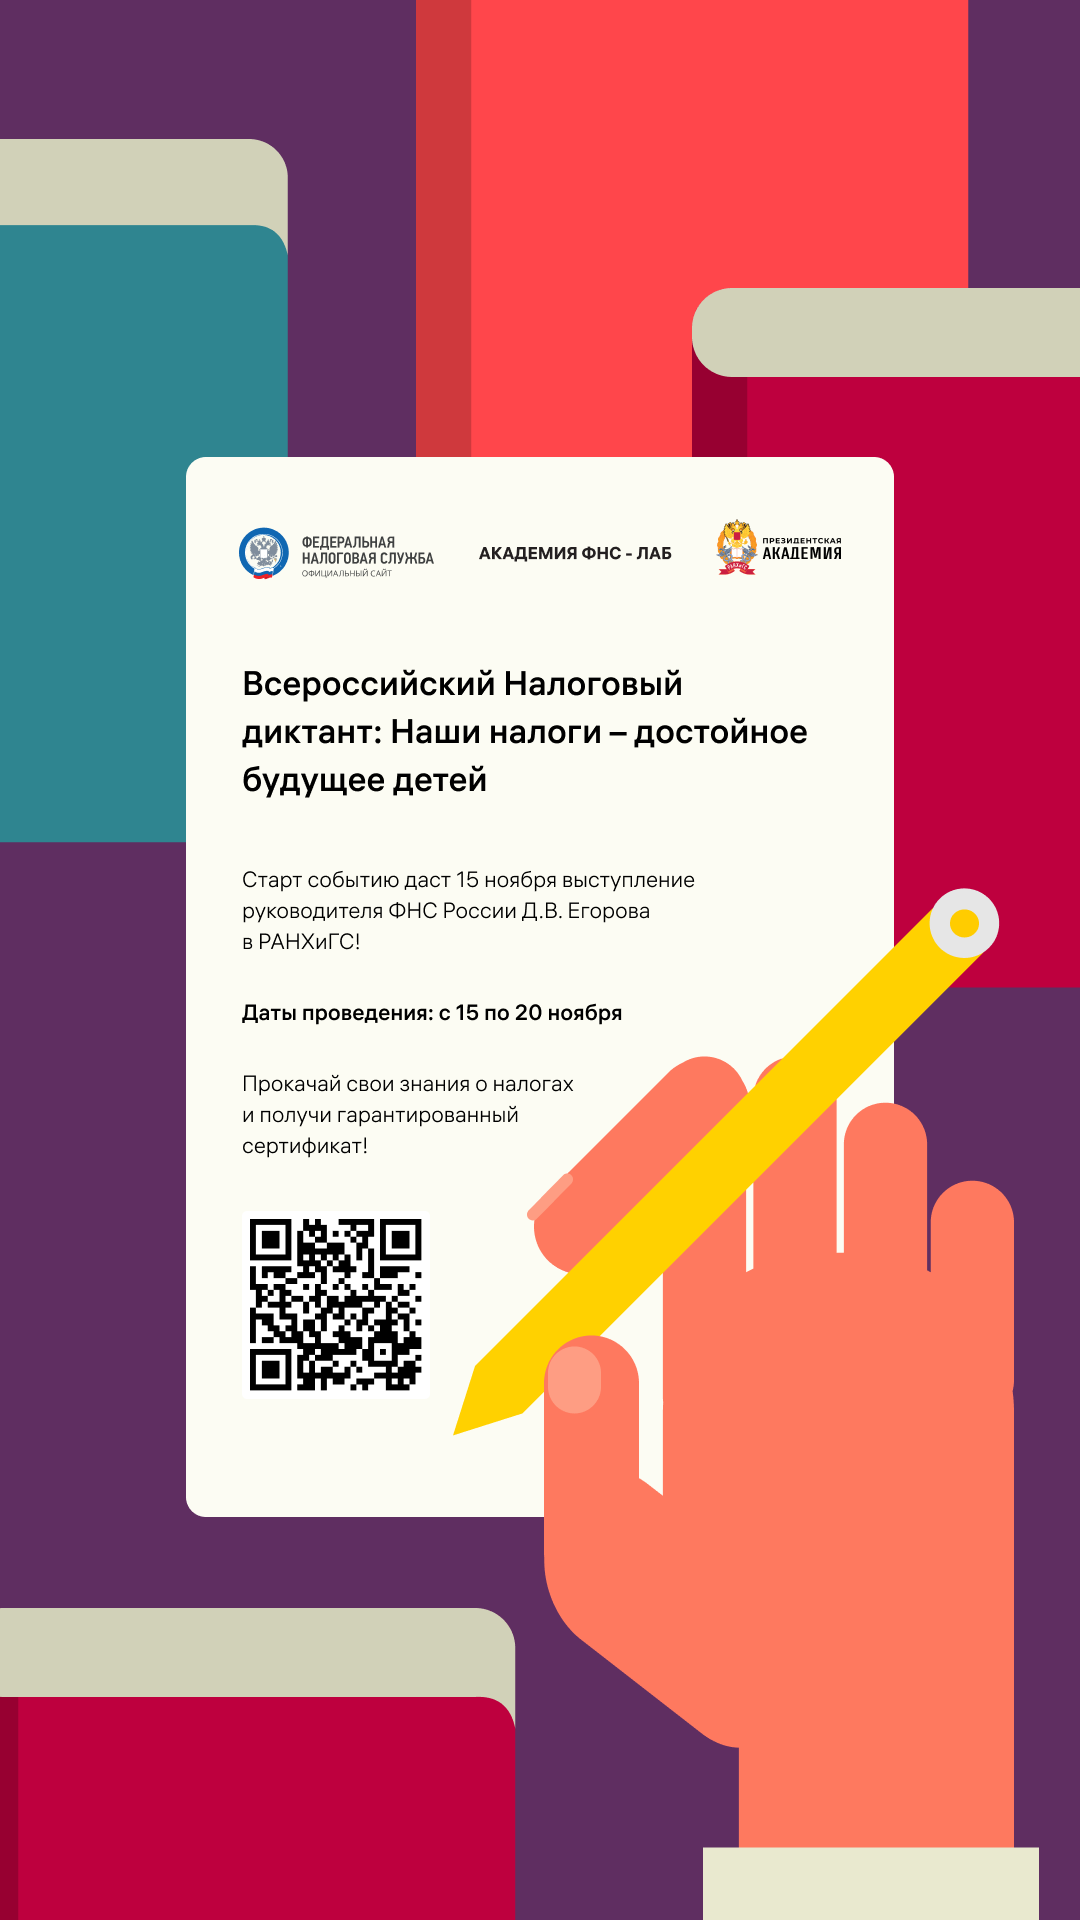 ФЕДЕРАЛЬНАЯ
НАЛОГОВАЯ СЛУЖБА
ОФИЦИАЛЬНЫЙ САЙТ
АКАДЕМИЯ ФНС - ЛАБ
ПРЕЗИДЕНТСКАЯ
АКАДЕМИЯ
РАНХиГС
Всероссийский Налоговый
диктант: Наши налоги – достойное
будущее детей
Старт событию даст 15 ноября выступление
руководителя ФНС России Д.В. Егорова
в РАНХиГС!
Даты проведения: с 15 по 20 ноября
Прокачай свои знания о налогах
и получи гарантированный
сертификат!